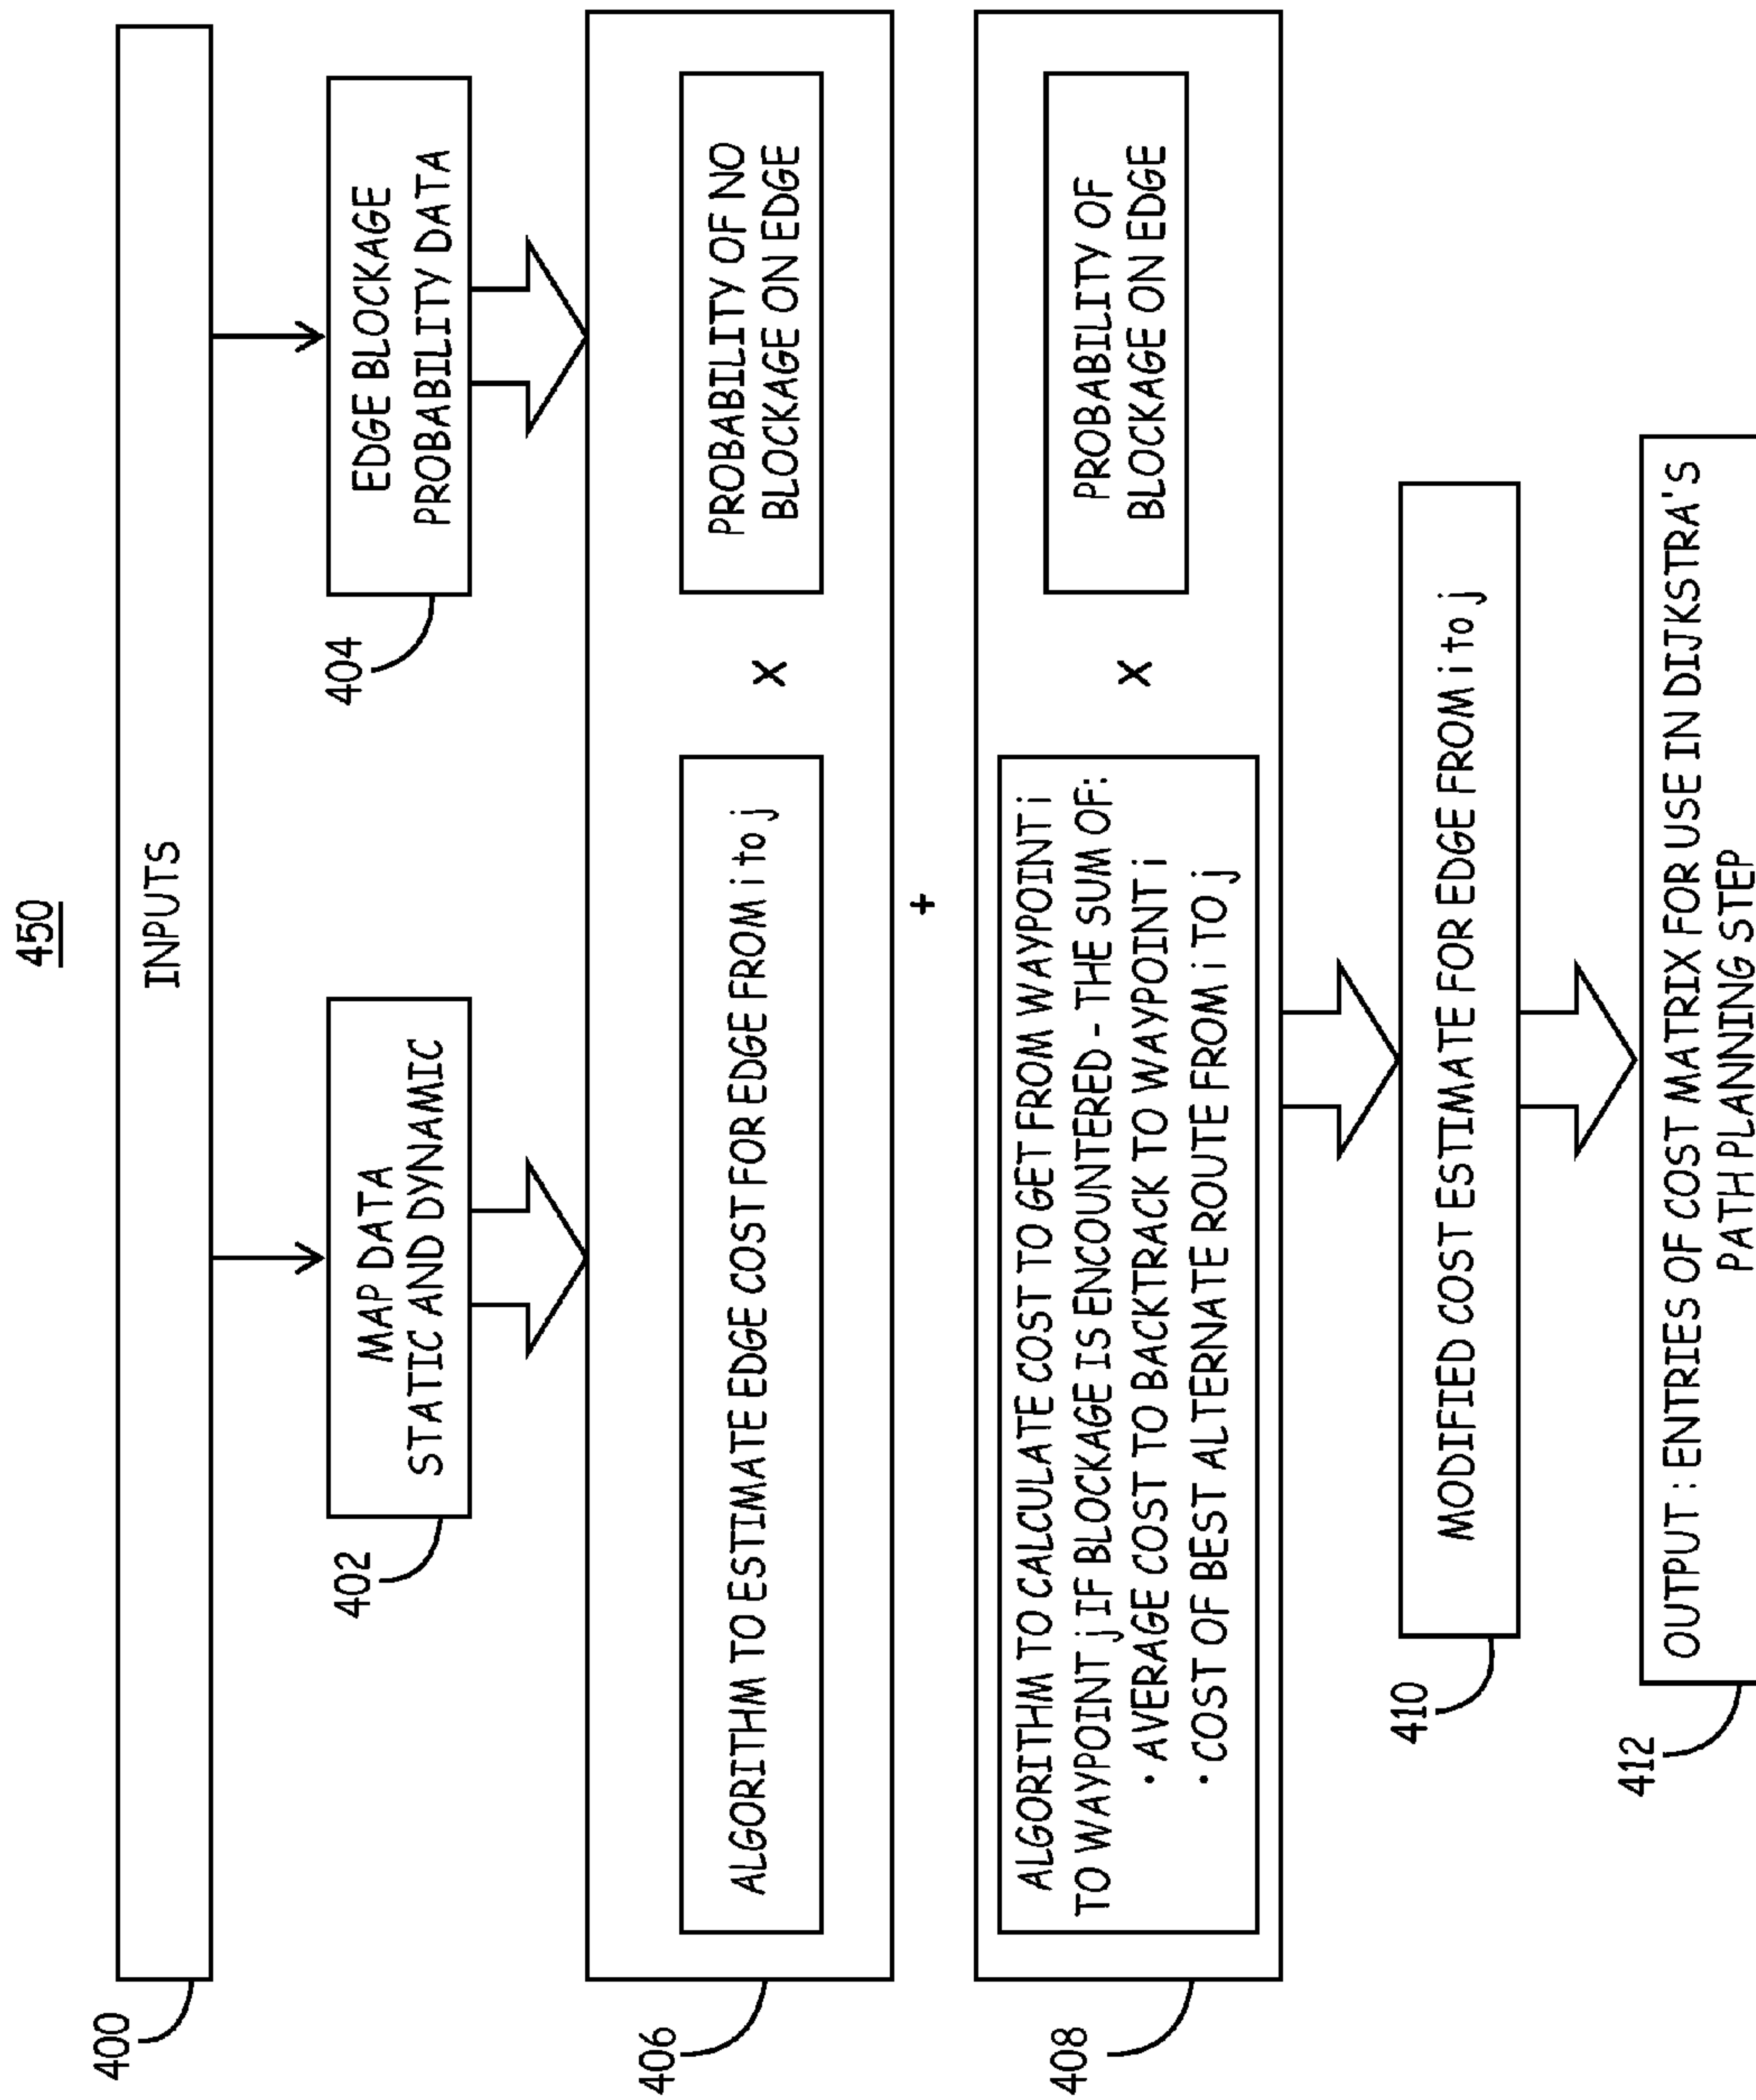 450
400
INPUTS
402
MAP DATA
STATIC AND DYNAMIC
404
EDGE BLOCKAGE
PROBABILITY DATA
406
ALGORITHM TO ESTIMATE EDGE COST FOR EDGE FROM i to j
X
PROBABILITY OF NO
BLOCKAGE ON EDGE
+
408
ALGORITHM TO CALCULATE COST TO GET FROM WAYPOINT i
TO WAYPOINT j IF BLOCKAGE IS ENCOUNTERED - THE SUM OF:
• AVERAGE COST TO BACKTRACK TO WAYPOINT i
• COST OF BEST ALTERNATE ROUTE FROM i TO j
X
PROBABILITY OF
BLOCKAGE ON EDGE
410
MODIFIED COST ESTIMATE FOR EDGE FROM i to j
412
OUTPUT : ENTRIES OF COST MATRIX FOR USE IN DIJKSTRA'S
PATH PLANNING STEP